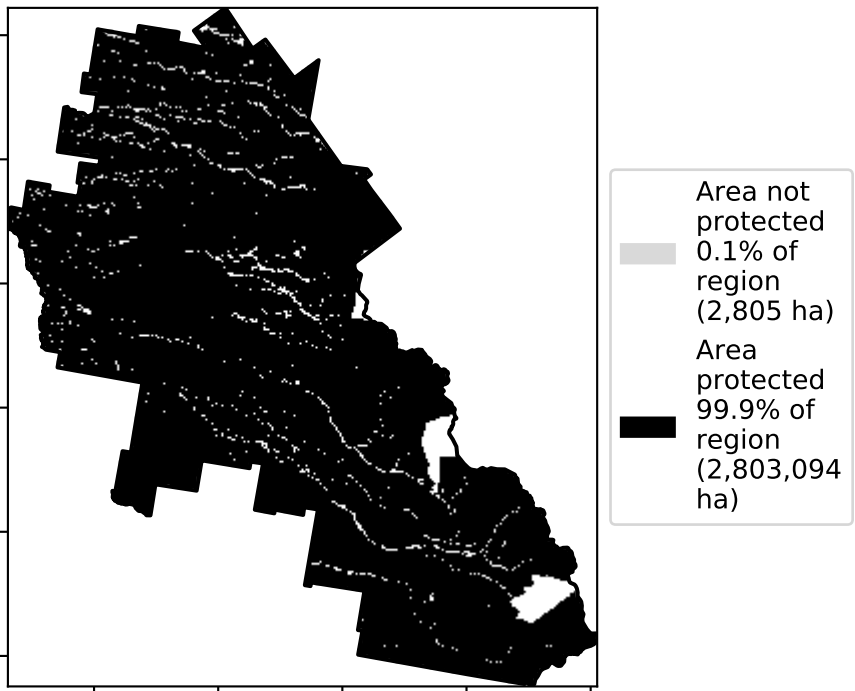 Area not
protected
0.1% of
region
(2,805 ha)
Area
protected
99.9% of
region
(2,803,094
ha)